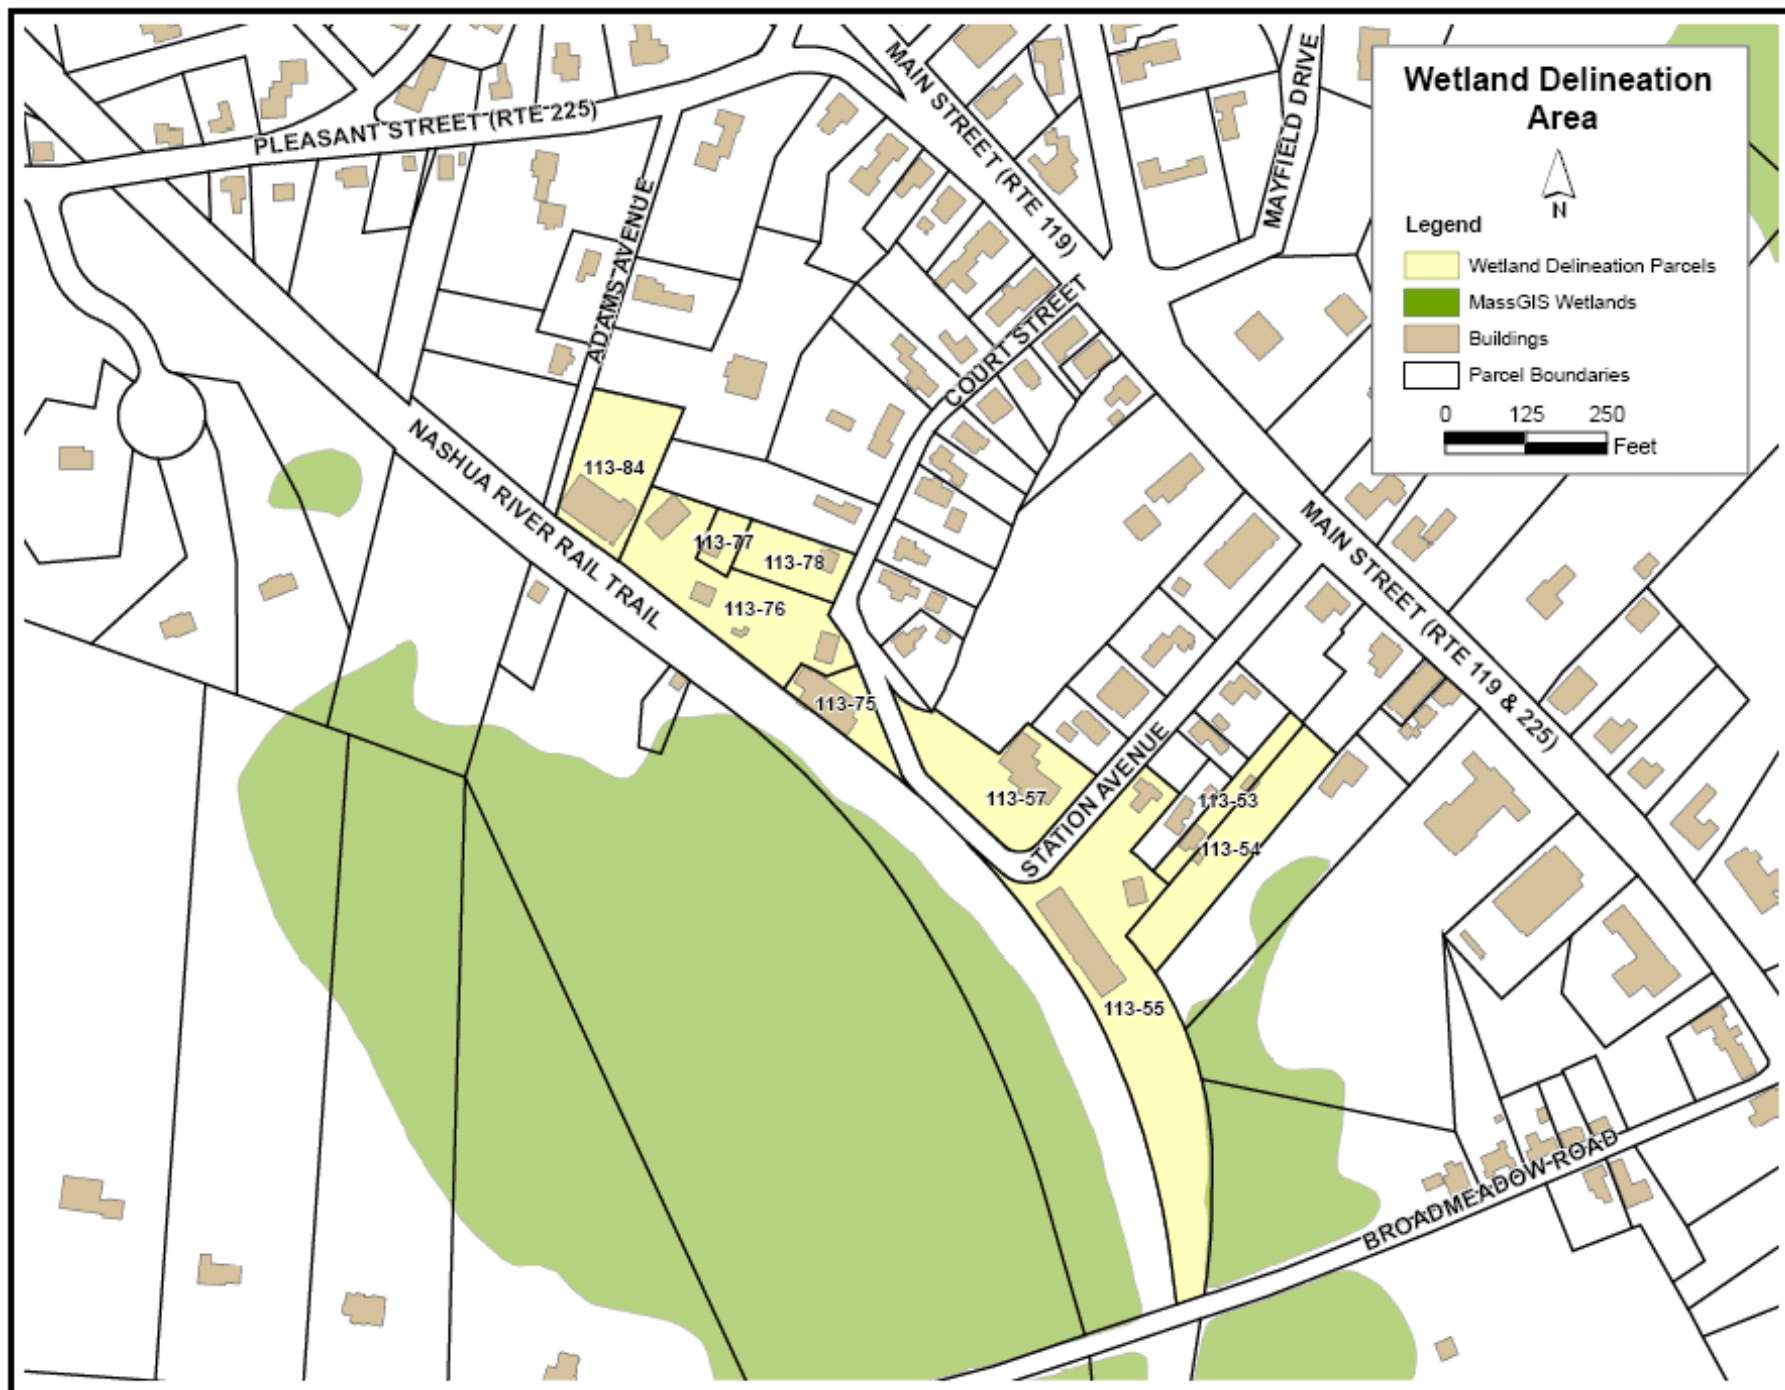 Wetland Delineation
Area
N
Legend
Wetland Delineation Parcels
MassGIS Wetlands
Buildings
Parcel Boundaries
0 125 250
Feet
PLEASANT STREET (RTE 225)
MAIN STREET (RTE 119)
MAYFIELD DRIVE
ADAMS AVENUE
COURT STREET
NASHUA RIVER RAIL TRAIL
MAIN STREET (RTE 119 & 225)
STATION AVENUE
BROADMEADOW ROAD
113-84
113-77
113-78
113-76
113-75
113-57
113-53
113-54
113-55